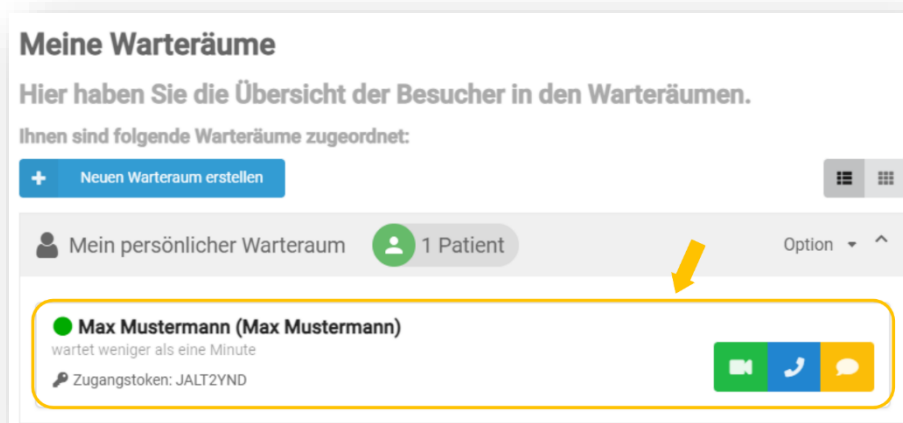 Meine Warteräume
Hier haben Sie die Übersicht der Besucher in den Warteräumen.
Ihnen sind folgende Warteräume zugeordnet:
Neuen Warteraum erstellen
Mein persönlicher Warteraum 1 Patient Option
Max Mustermann (Max Mustermann)
wartet weniger als eine Minute
Zugangstoken: JALT2YND